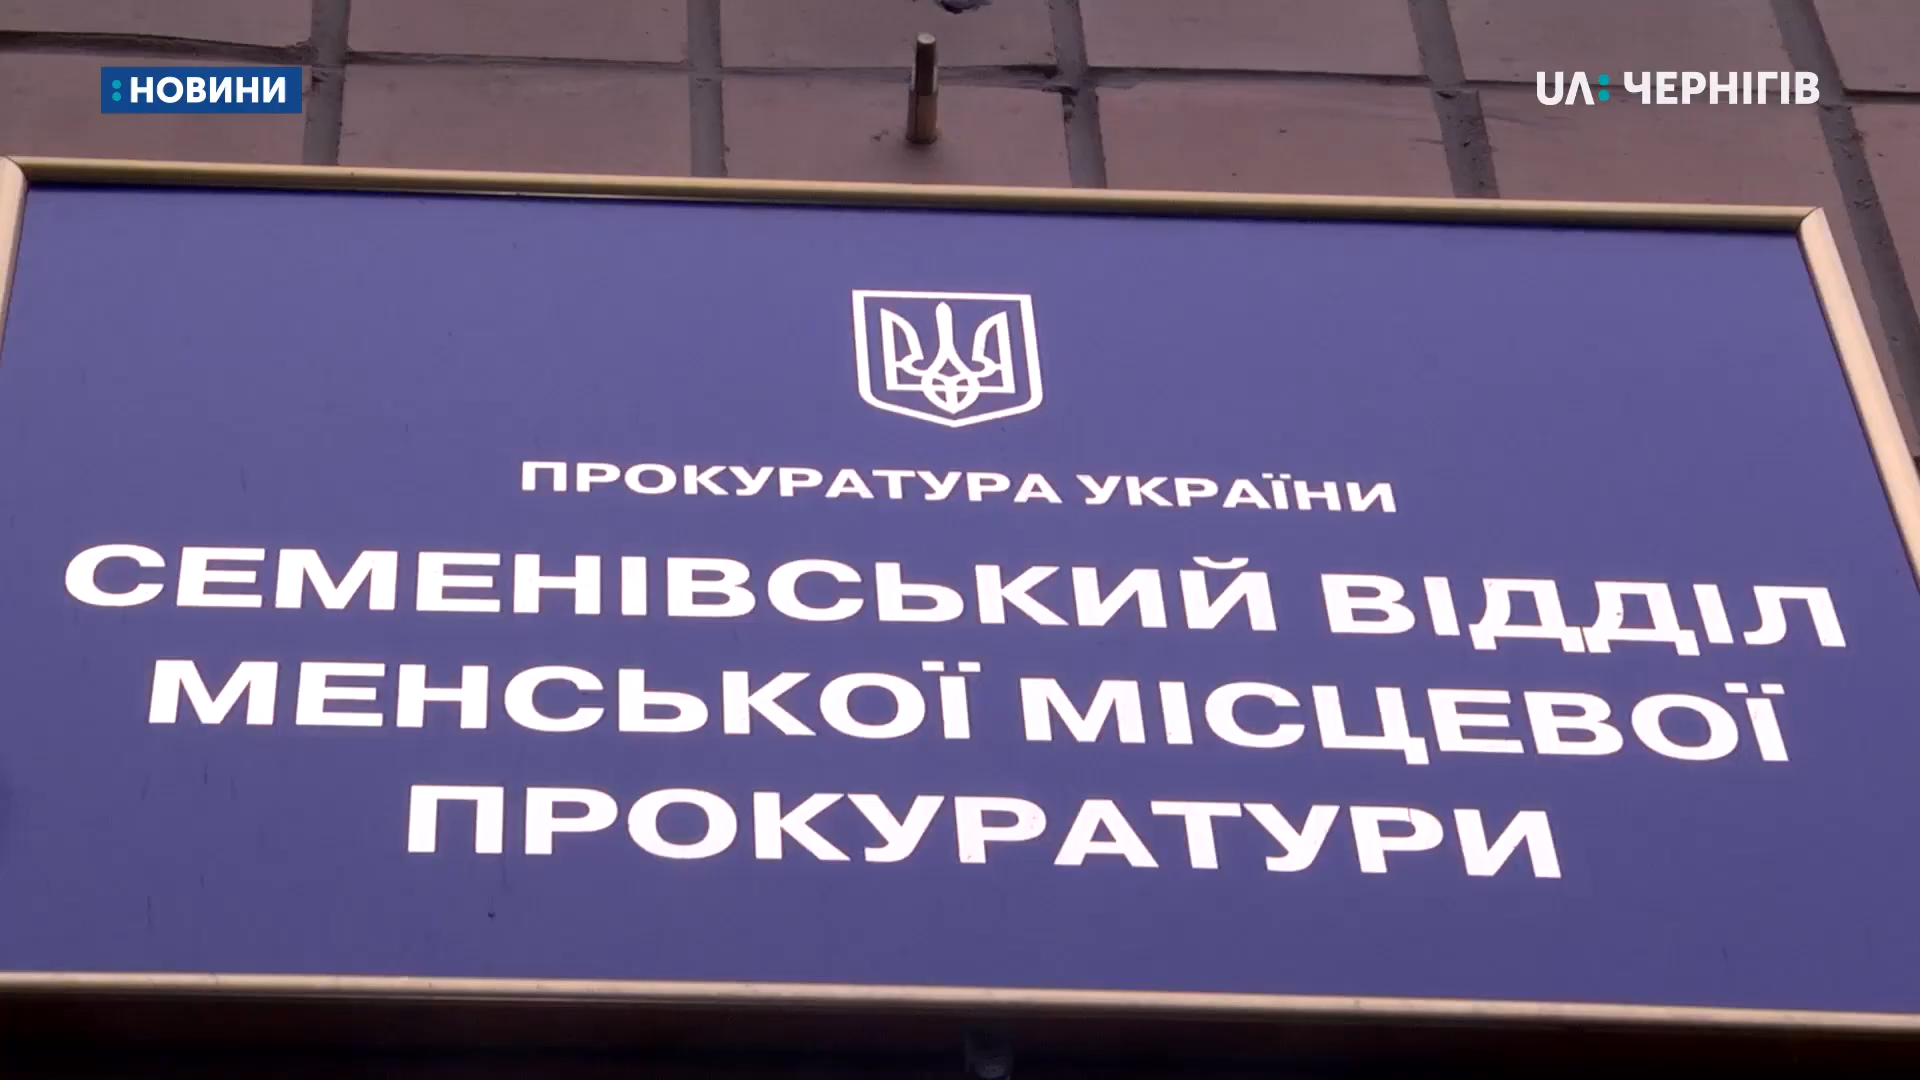 :НОВИНИ
UA: ЧЕРНІГІВ
ПРОКУРАТУРА УКРАЇНИ
СЕМЕНІВСЬКИЙ ВІДДІЛ
МЕНСЬКОЇ МІСЦЕВОЇ
ПРОКУРАТУРИ